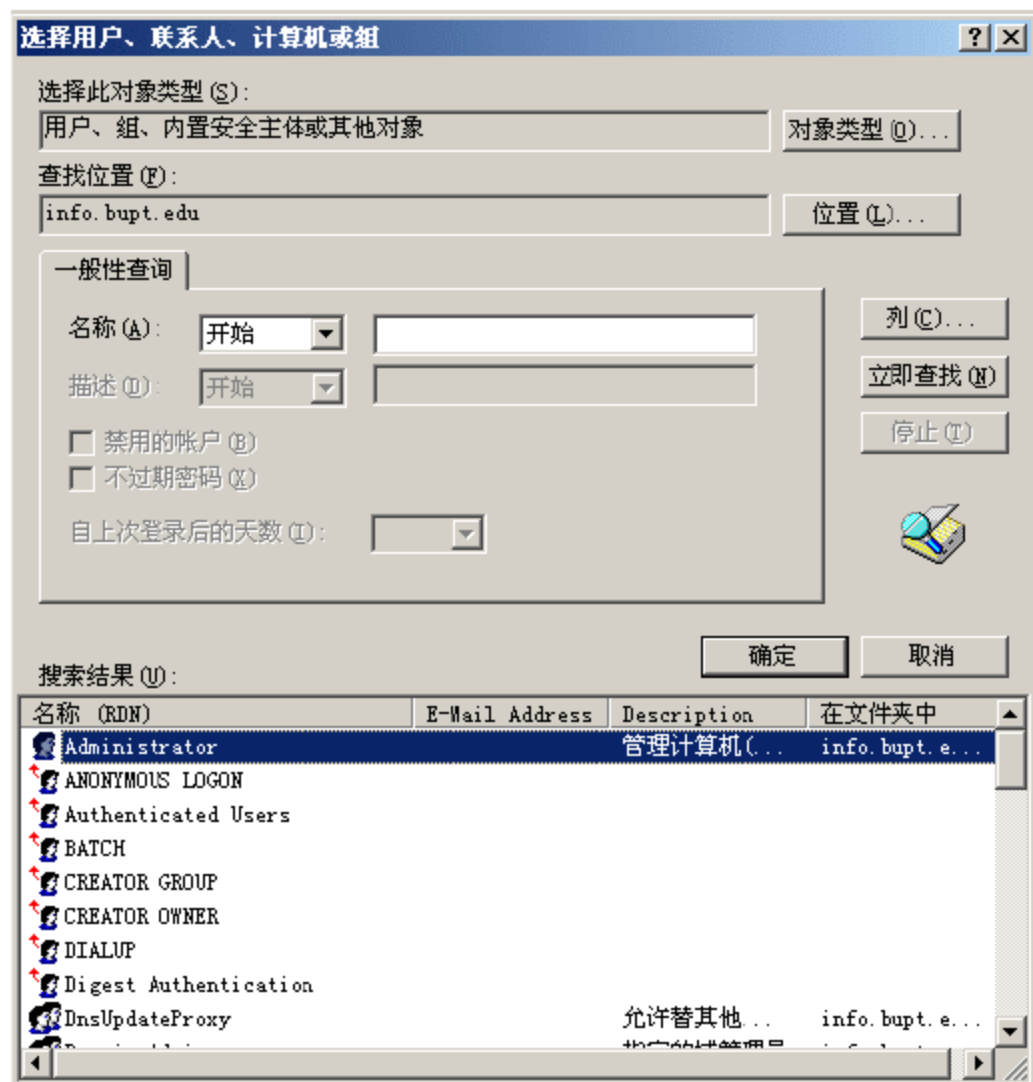 选择用户、联系人、计算机或组
选择此对象类型(S):
用户、组、内置安全主体或其他对象 对象类型(O)...
查找位置(F):
info.bupt.edu 位置(L)...
一般性查询
名称(A): 开始 列(C)...
描述(D): 开始 立即查找(N)
禁用的帐户(B) 停止(T)
不过期密码(X)
自上次登录后的天数(I):
确定 取消
搜索结果(U):
名称 (RDN) E-Mail Address Description 在文件夹中
Administrator 管理计算机(... info.bupt.e...
ANONYMOUS LOGON
Authenticated Users
BATCH
CREATOR GROUP
CREATOR OWNER
DIALUP
Digest Authentication
DnsUpdateProxy 允许替其他... info.bupt.e...